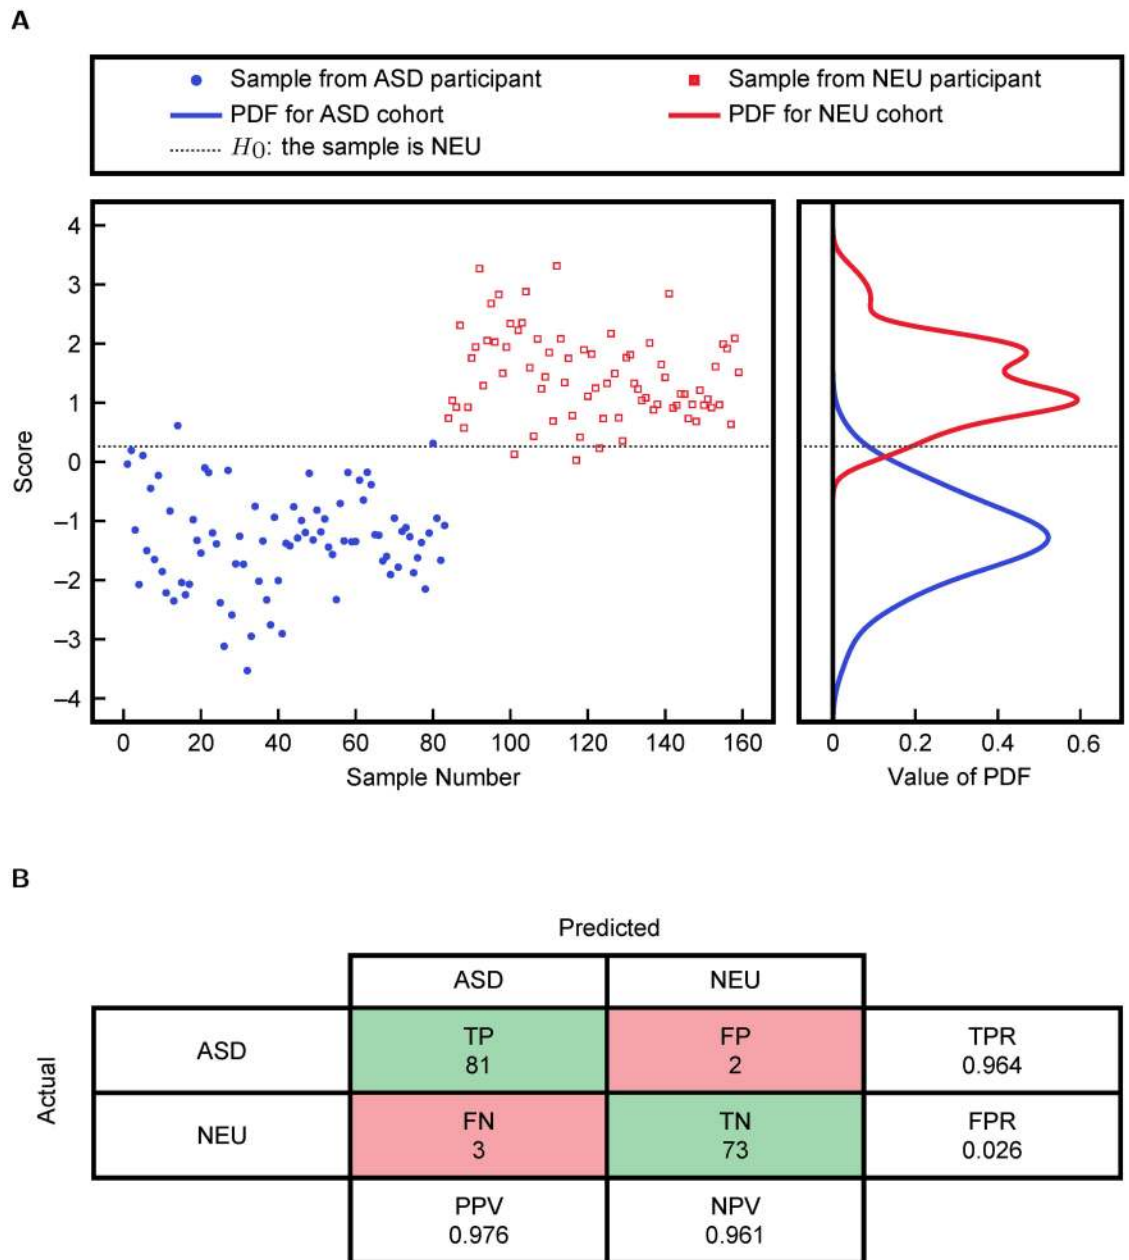 A
Sample from ASD participant
Sample from NEU participant
PDF for ASD cohort
PDF for NEU cohort
H0: the sample is NEU
Score
4
3
2
1
0
–1
–2
–3
–4
0 20 40 60 80 100 120 140 160
Sample Number
0 0.2 0.4 0.6
Value of PDF
B
Predicted
ASD NEU
Actual
ASD
TP
81
FP
2
TPR
0.964
NEU
FN
3
TN
73
FPR
0.026
PPV
0.976
NPV
0.961